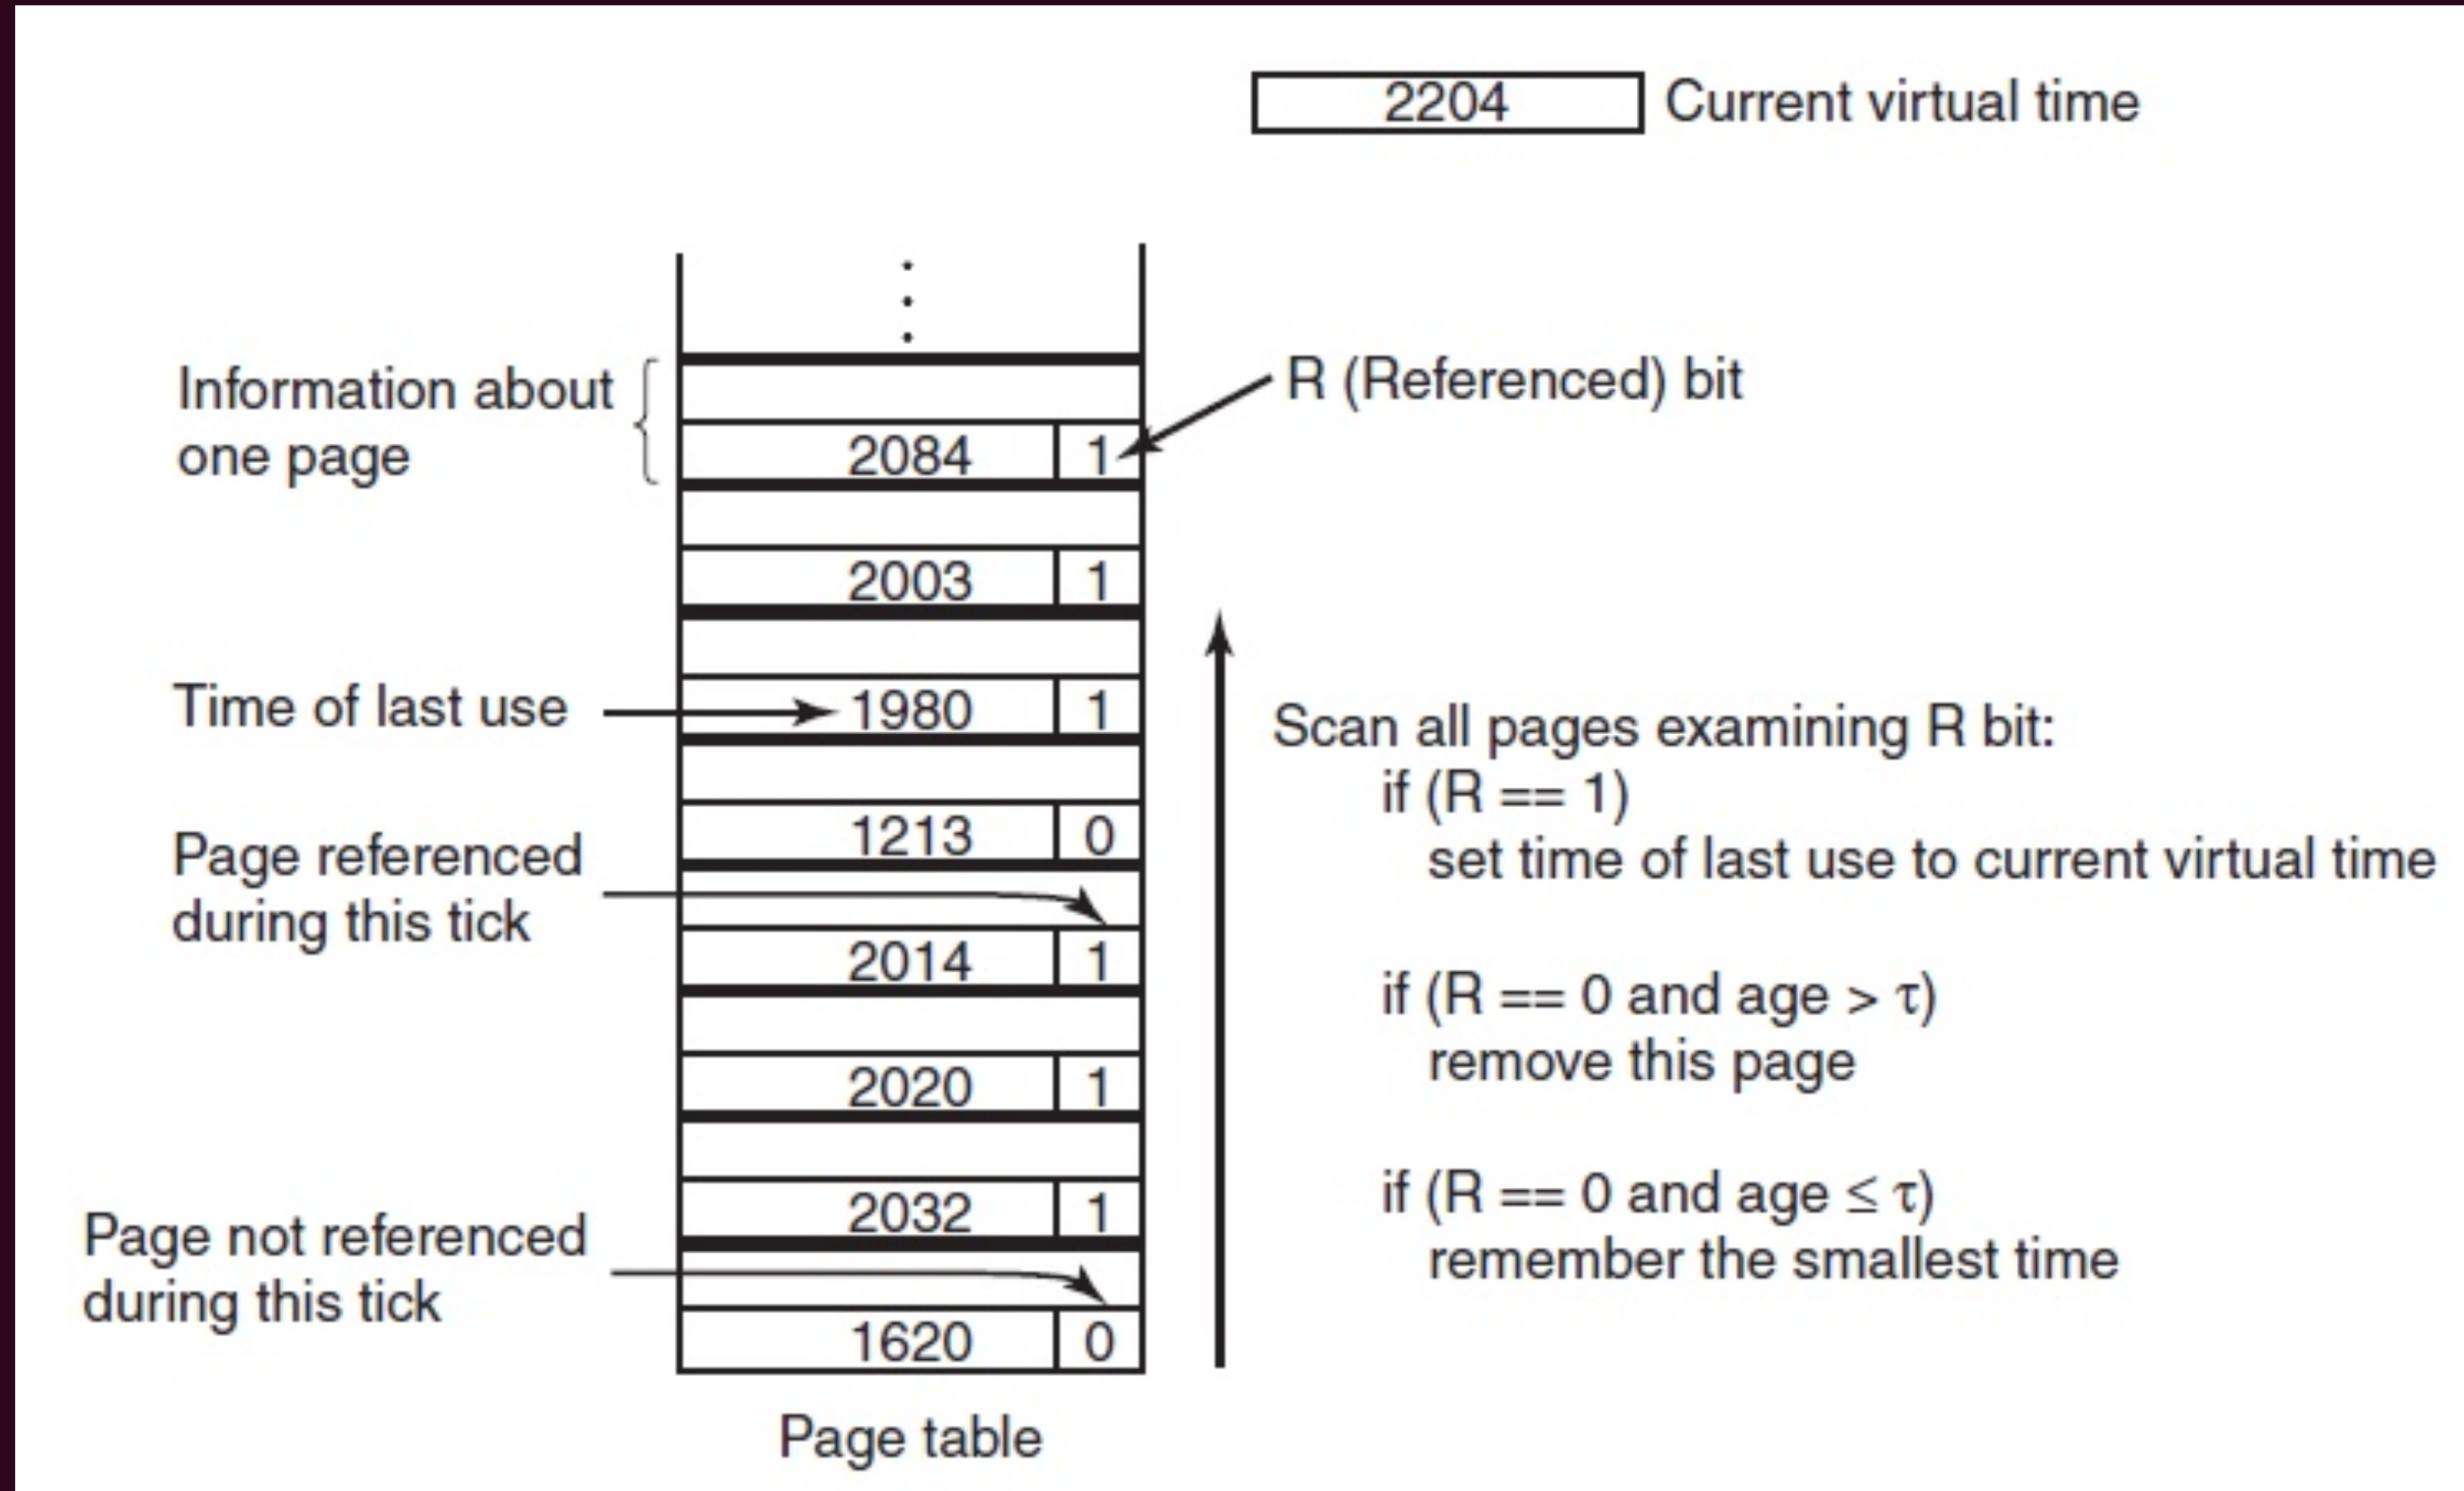 2204 Current virtual time
Information about
one page
R (Referenced) bit
2084 1
2003 1
Time of last use
1980 1
1213 0
Page referenced
during this tick
2014 1
2020 1
2032 1
Page not referenced
during this tick
1620 0
Page table
Scan all pages examining R bit:
if (R == 1)
set time of last use to current virtual time
if (R == 0 and age > τ)
remove this page
if (R == 0 and age ≤ τ)
remember the smallest time